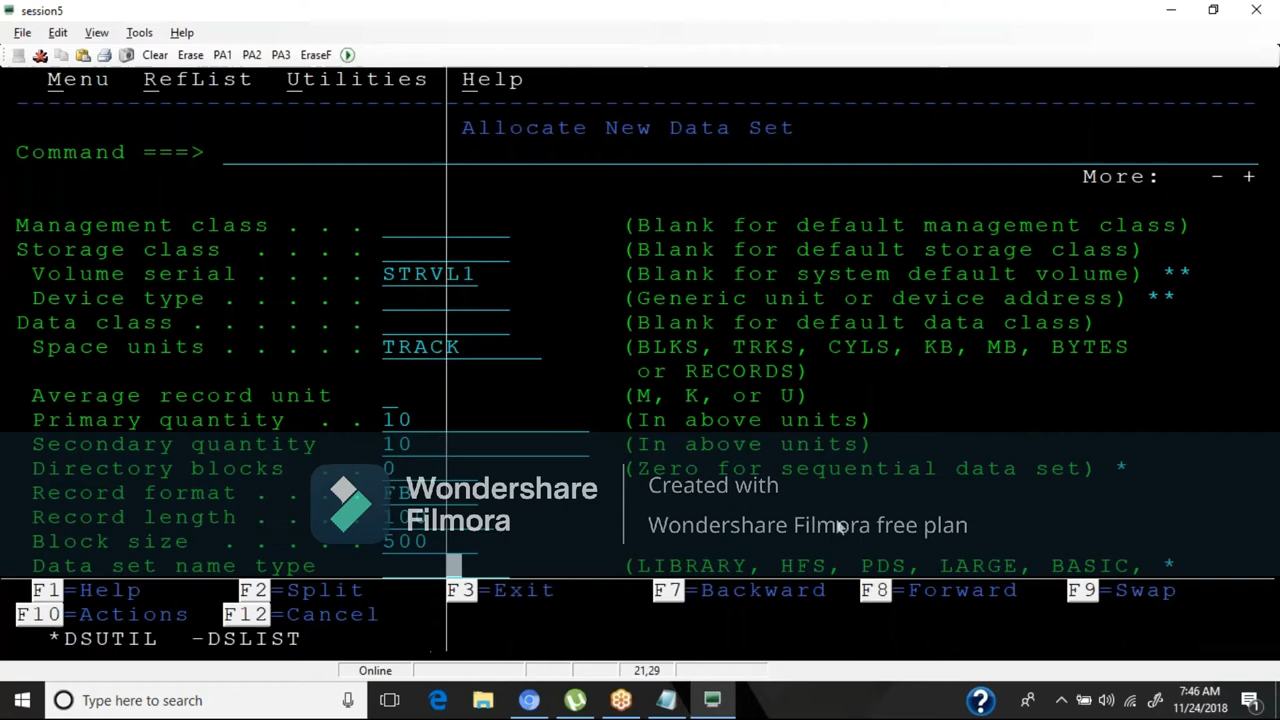 session5
File Edit View Tools Help
Clear Erase PA1 PA2 PA3 EraseF
Menu RefList Utilities Help
Allocate New Data Set
Command ===>
More: - +
Management class . . . (Blank for default management class)
Storage class . . . . (Blank for default storage class)
Volume serial . . . . STRVL1 (Blank for system default volume) **
Device type . . . . . (Generic unit or device address) **
Data class . . . . . . (Blank for default data class)
Space units . . . . . TRACK (BLKS, TRKS, CYLS, KB, MB, BYTES
or RECORDS)
Average record unit (M, K, or U)
Primary quantity . . 10 (In above units)
Secondary quantity 10 (In above units)
Directory blocks 0 (Zero for sequential data set) *
Record format . . . FB
Record length . . .
Block size . . . . . 500
Data set name type (LIBRARY, HFS, PDS, LARGE, BASIC, *
Wondershare
Filmora
Created with
Wondershare Filmora free plan
F1=Help F2=Split F3=Exit F7=Backward F8=Forward F9=Swap
F10=Actions F12=Cancel
*DSUTIL -DSLIST
Online 21,29
Type here to search
7:46 AM
11/24/2018